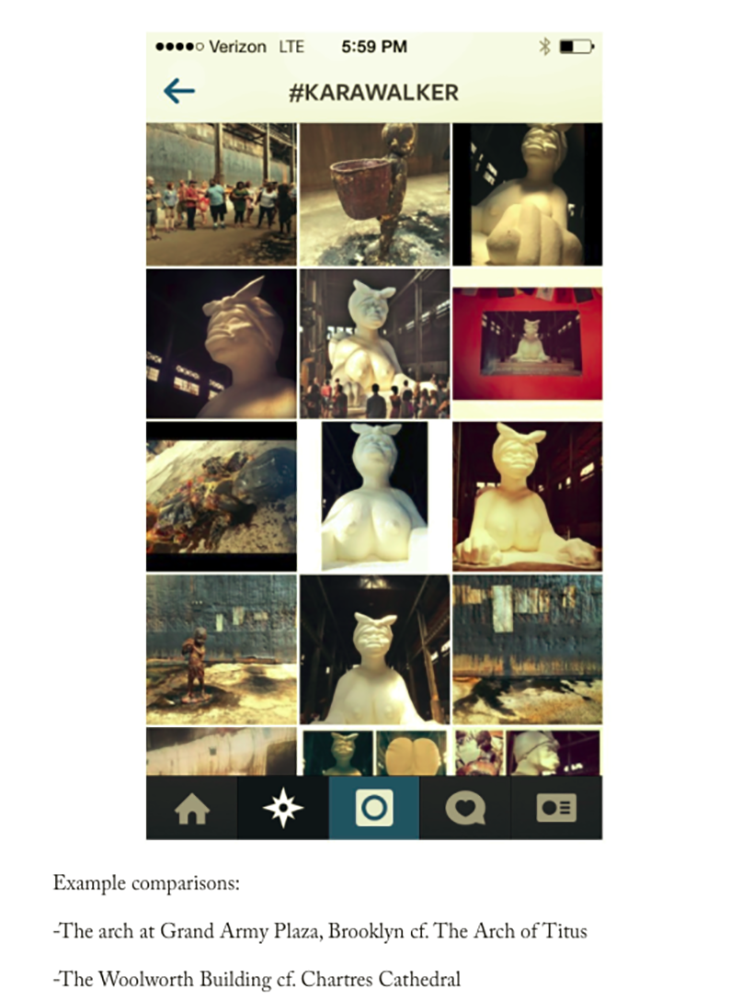 Verizon LTE 5:59 PM
#KARAWALKER
Example comparisons:
-The arch at Grand Army Plaza, Brooklyn cf. The Arch of Titus
-The Woolworth Building cf. Chartres Cathedral